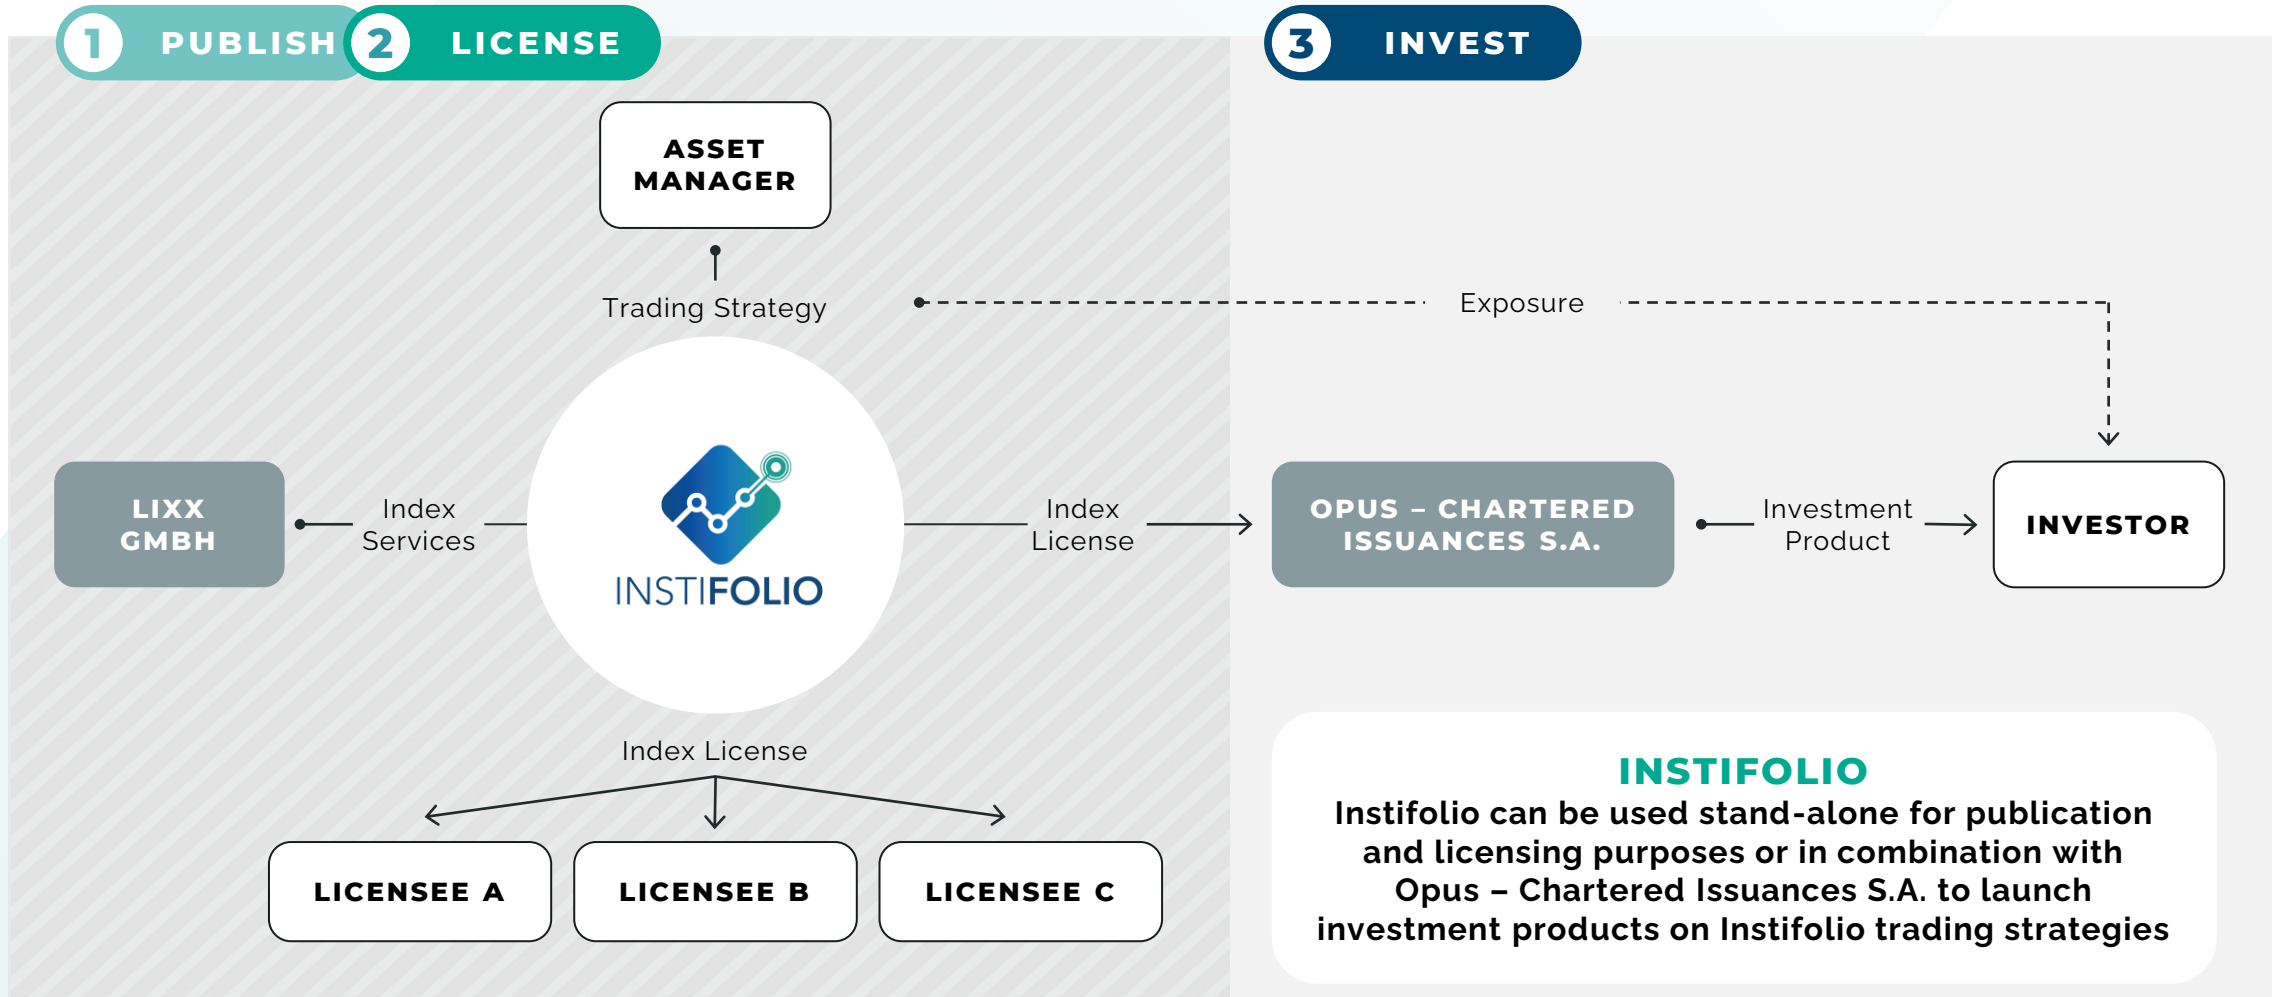 1 PUBLISH
2 LICENSE
3 INVEST
ASSET
MANAGER
Trading Strategy
Exposure
LIXX
GMBH
Index
Services
INSTIFOLIO
Index
License
OPUS – CHARTERED
ISSUANCES S.A.
Investment
Product
INVESTOR
Index License
LICENSEE A
LICENSEE B
LICENSEE C
INSTIFOLIO
Instifolio can be used stand-alone for publication
and licensing purposes or in combination with
Opus – Chartered Issuances S.A. to launch
investment products on Instifolio trading strategies